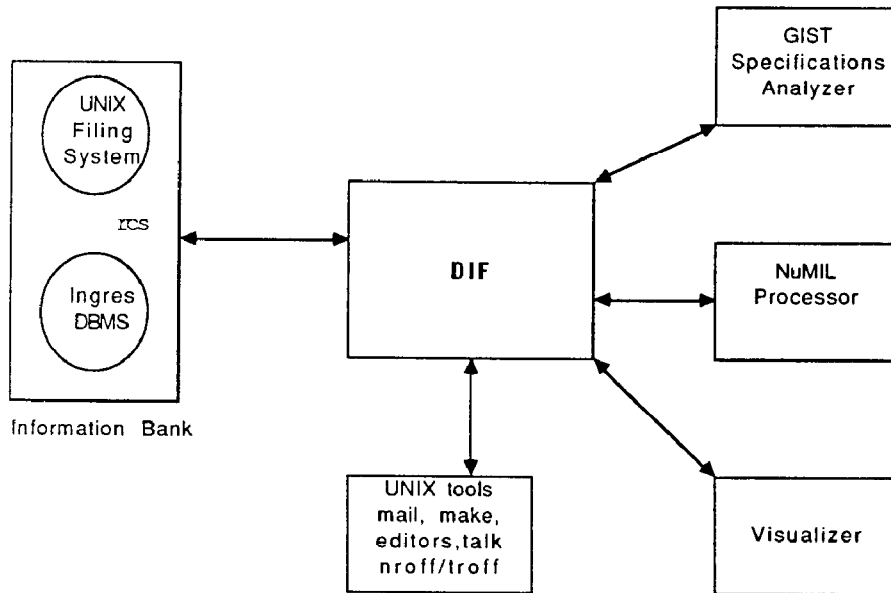 GIST
Specifications
Analyzer
UNIX
Filing
System
rcs
Ingres
DBMS
Information Bank
DIF
NuMIL
Processor
UNIX tools
mail, make,
editors,talk
nroff/troff
Visualizer